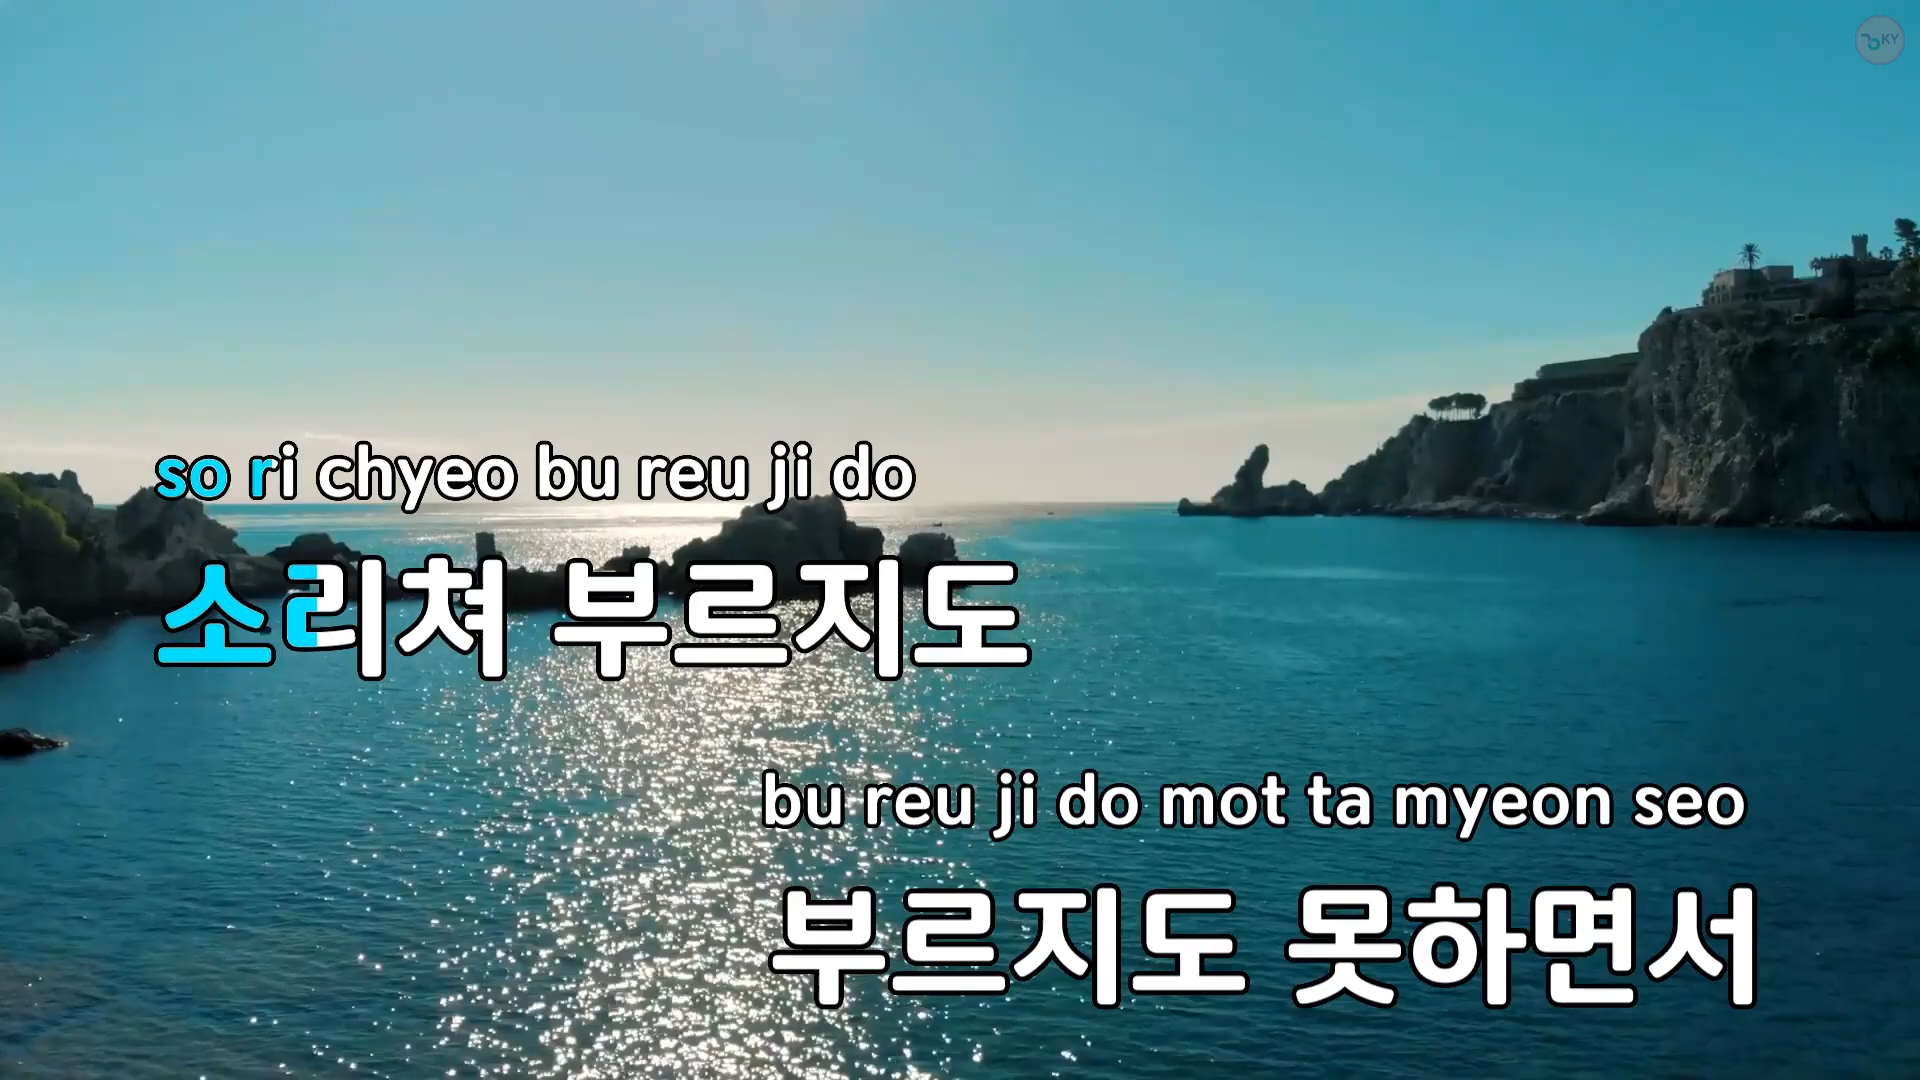 KY
so ri chyeo bu reu ji do
소리쳐 부르지도
bu reu ji do mot ta myeon seo
부르지도 못하면서